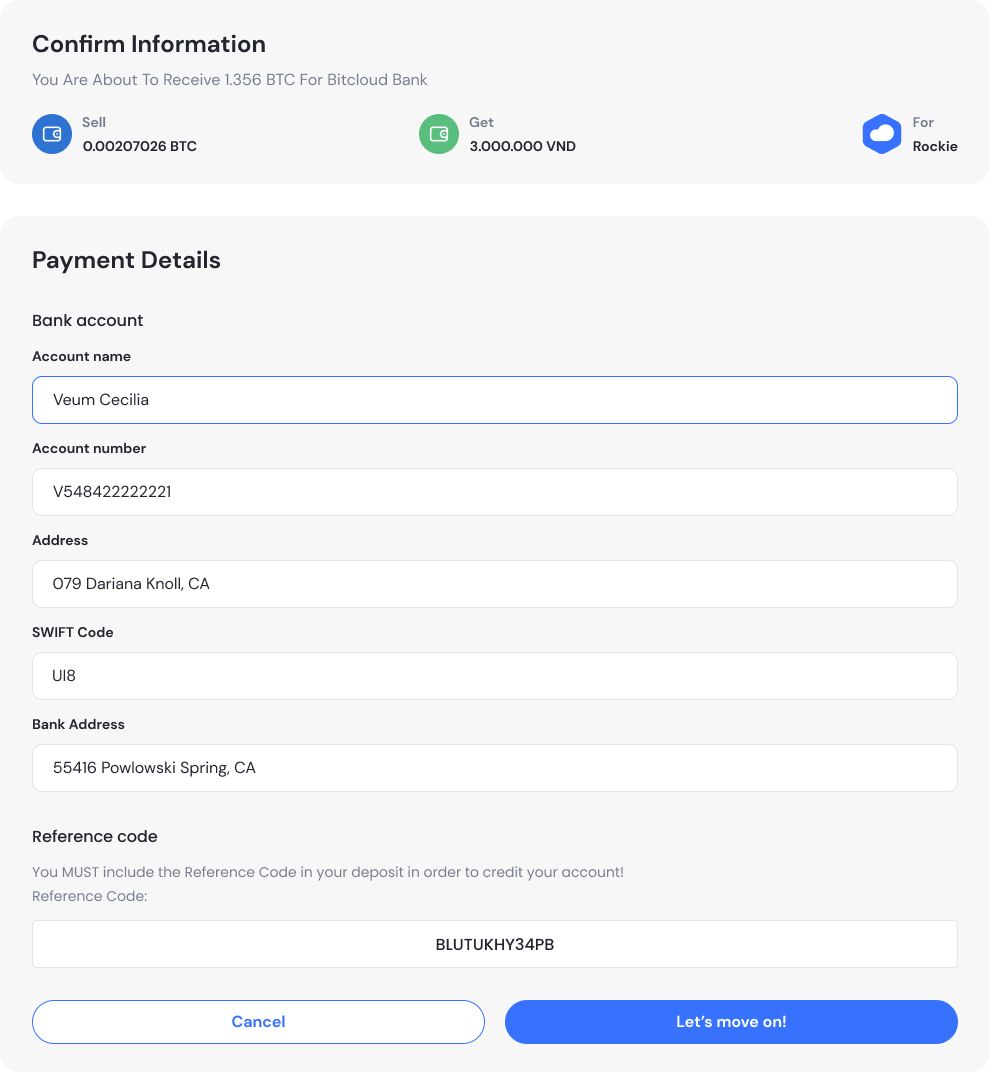 Confirm Information
You Are About To Receive 1.356 BTC For Bitcloud Bank
Sell
0.00207026 BTC
Get
3.000.000 VND
For
Rockie
Payment Details
Bank account
Account name
Veum Cecilia
Account number
V548422222221
Address
079 Dariana Knoll, CA
SWIFT Code
UI8
Bank Address
55416 Powlowski Spring, CA
Reference code
You MUST include the Reference Code in your deposit in order to credit your account!
Reference Code:
BLUTUKHY34PB
Cancel
Let’s move on!